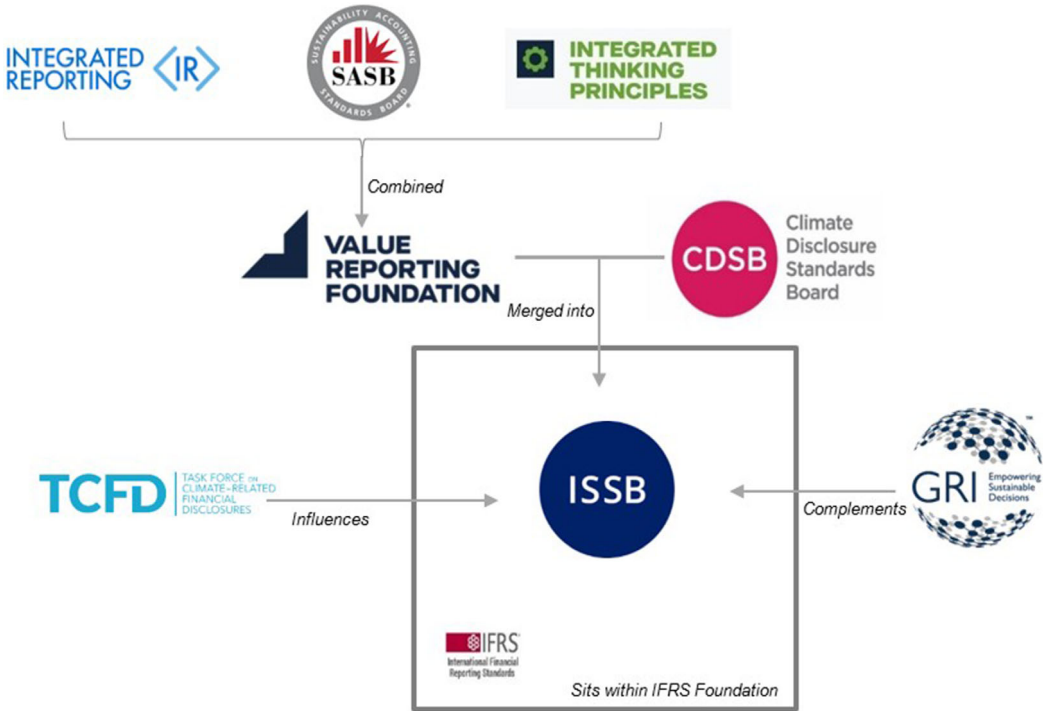 INTEGRATED
REPORTING
<IR>
SUSTAINABILITY ACCOUNTING
SASB
STANDARDS BOARD
®
INTEGRATED
THINKING
PRINCIPLES
Combined
VALUE
REPORTING
FOUNDATION
CDSB
Climate
Disclosure
Standards
Board
Merged into
TCFD
TASK FORCE ON
CLIMATE-RELATED
FINANCIAL
DISCLOSURES
Influences
ISSB
Complements
GRI
Empowering
Sustainable
Decisions
™
IFRS
International Financial
Reporting Standards
Sits within IFRS Foundation